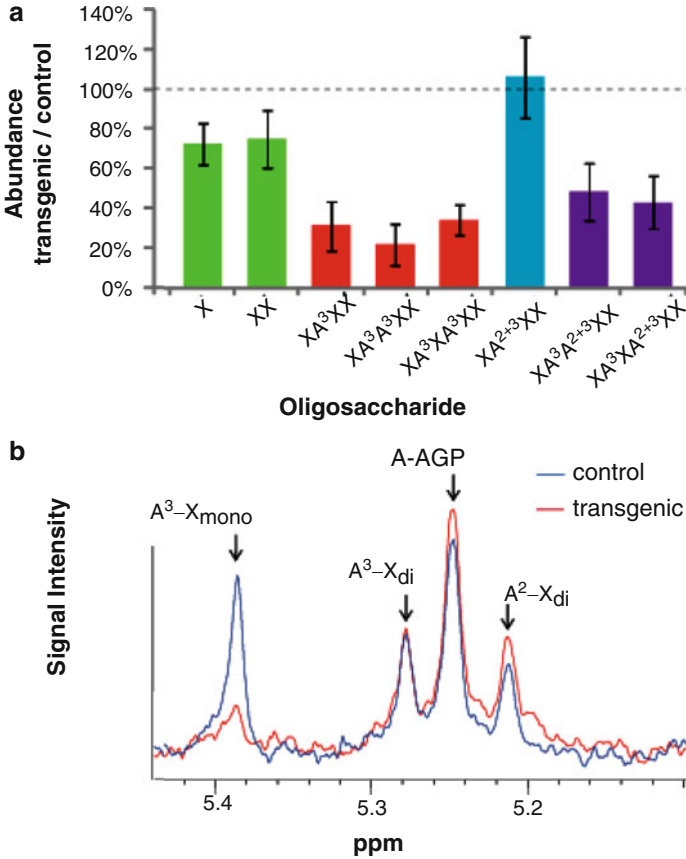 a
Abundance
transgenic / control
140%
120%
100%
80%
60%
40%
20%
0%
X
XX
XA³XX
XA³A³XX
XA³XA³XX
XA²⁺³XX
XA³A²⁺³XX
XA³XA²⁺³XX
Oligosaccharide
b
Signal Intensity
A³–Xmono
A³–Xdi
A-AGP
A²–Xdi
control
transgenic
5.4
5.3
5.2
ppm